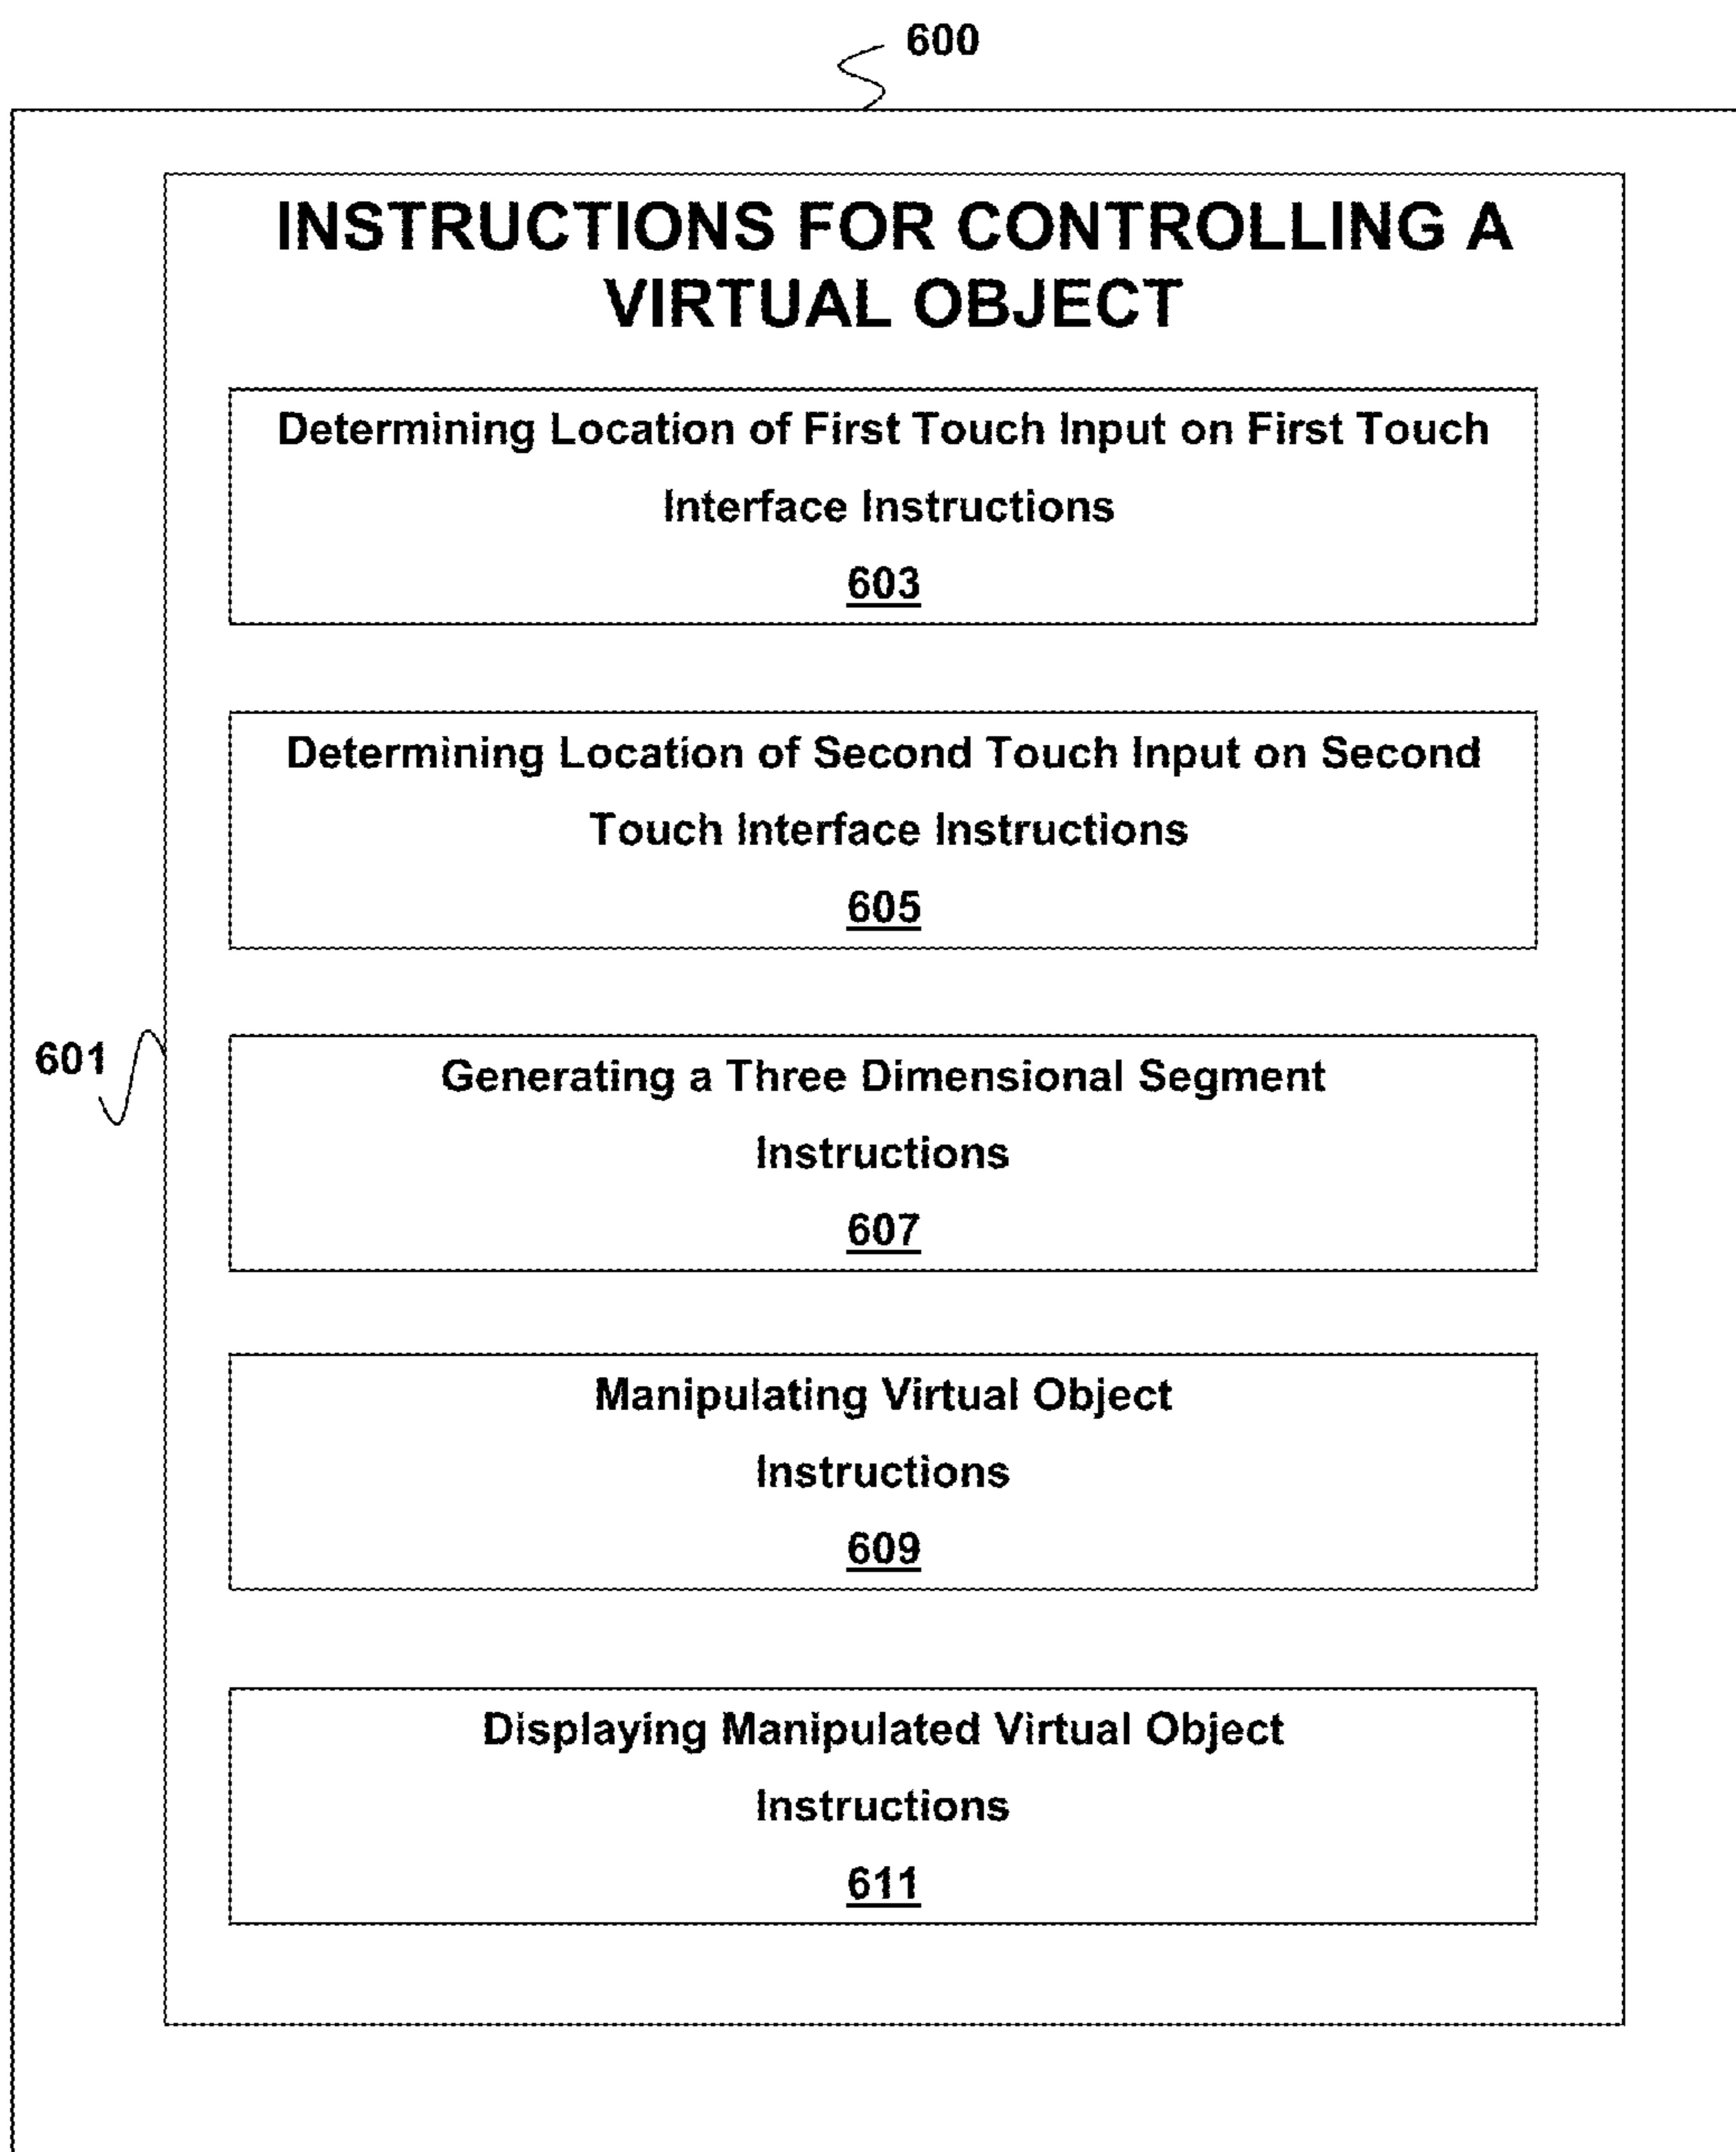 600
INSTRUCTIONS FOR CONTROLLING A
VIRTUAL OBJECT
Determining Location of First Touch Input on First Touch
Interface Instructions
603
Determining Location of Second Touch Input on Second
Touch Interface Instructions
605
601
Generating a Three Dimensional Segment
Instructions
607
Manipulating Virtual Object
Instructions
609
Displaying Manipulated Virtual Object
Instructions
611